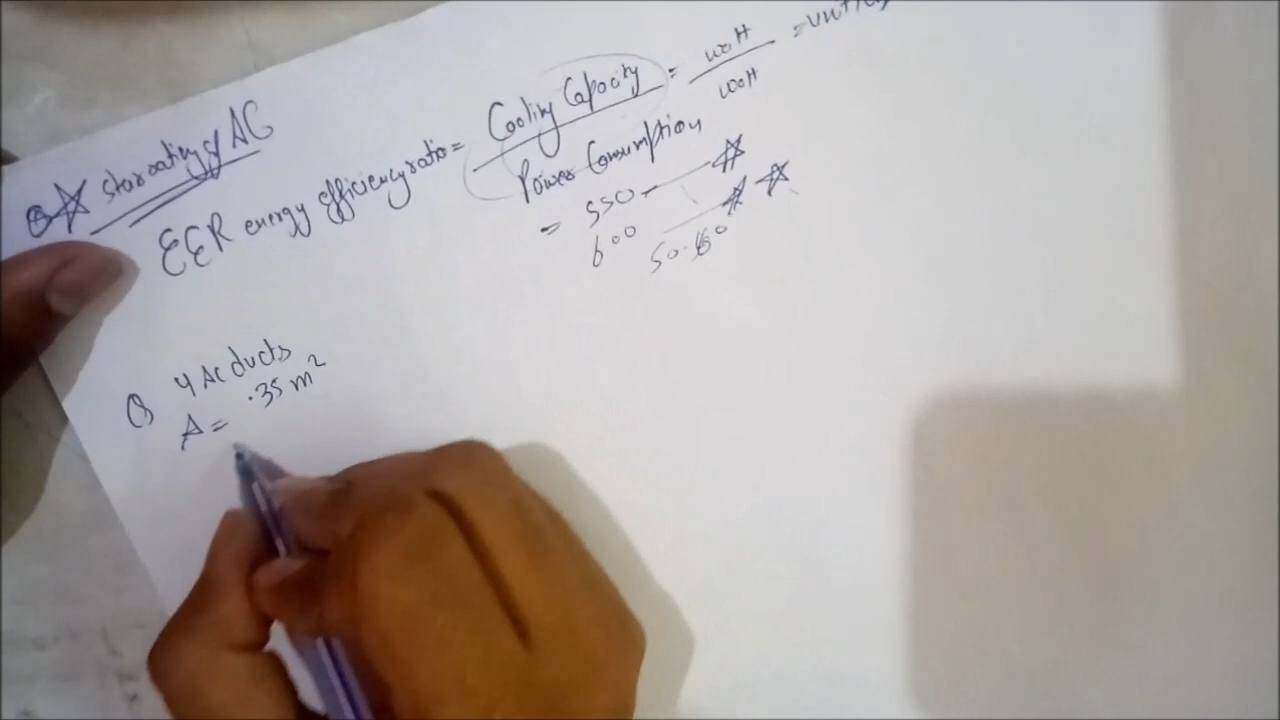 Q ☆ star rating of AC
EER energy efficiency ratio = Cooling Capacity / Power Consumption = watt / watt =
= 550 - ☆
600 ☆ ☆
50.60
Q 4 AC ducts
A = .35 m²